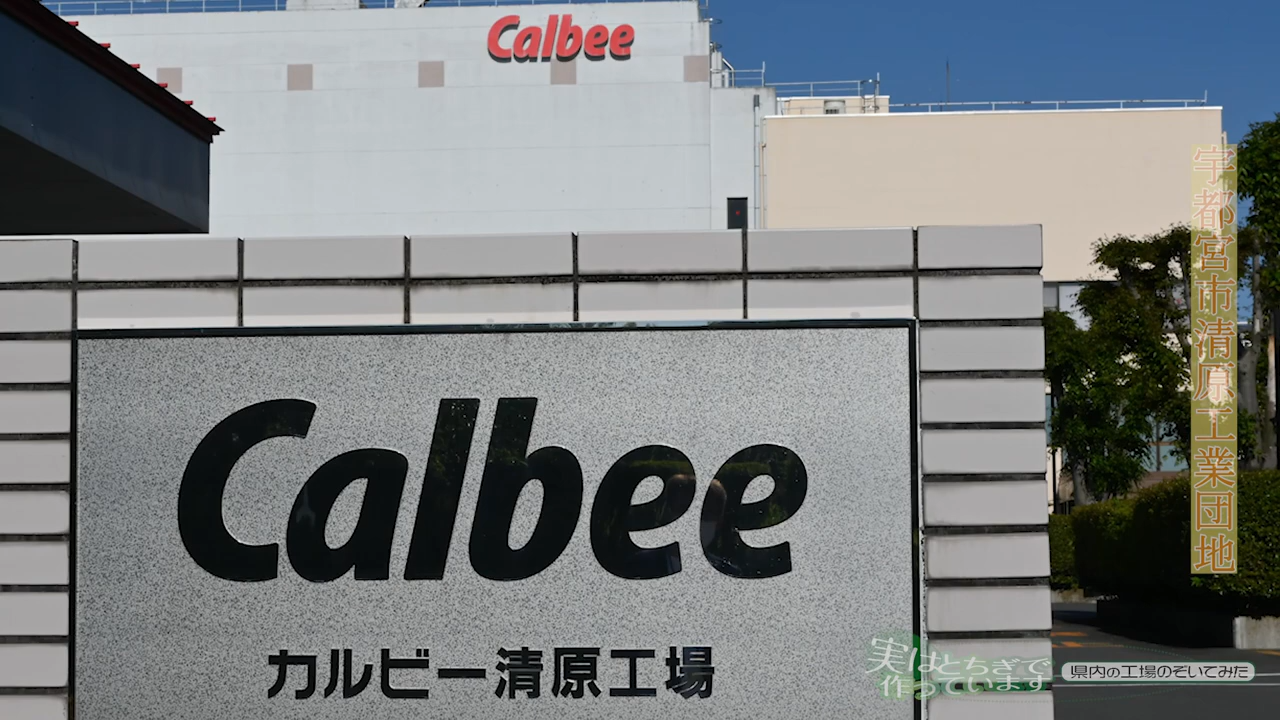 Calbee
宇都宮市清原工業団地
Calbee
カルビー清原工場
実はとちぎで
作っています
県内の工場のぞいてみた